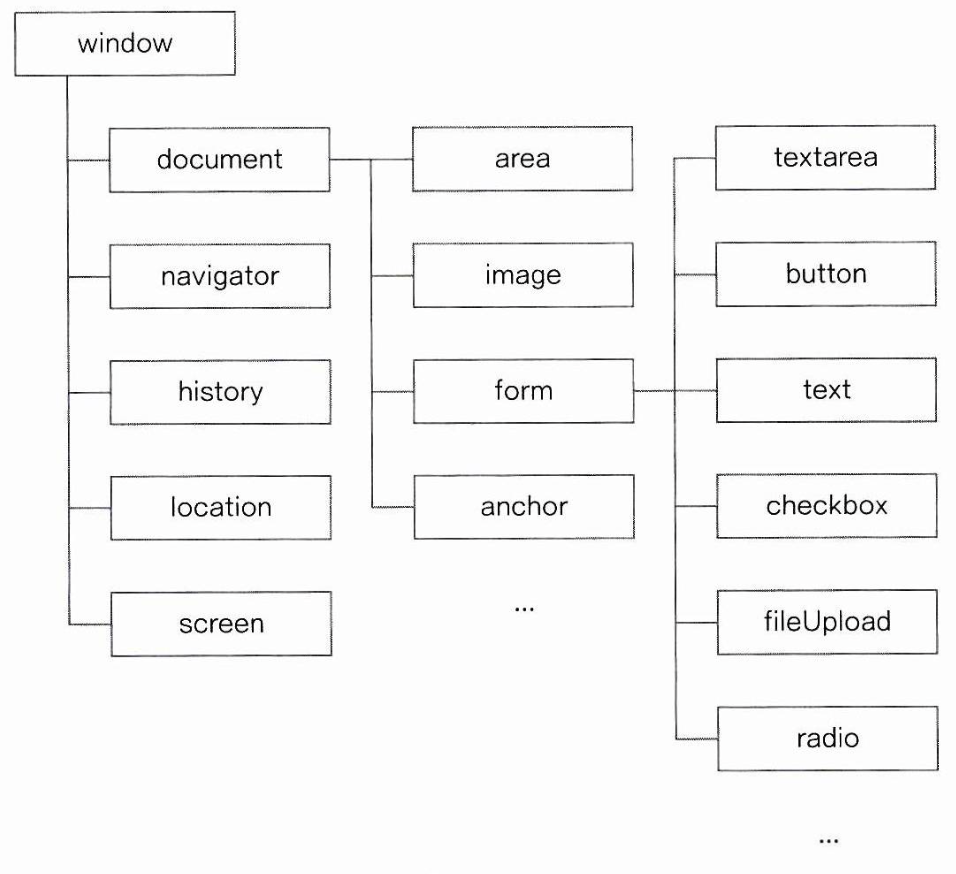 window
document
area
textarea
navigator
image
button
history
form
text
location
anchor
checkbox
...
screen
fileUpload
radio
...